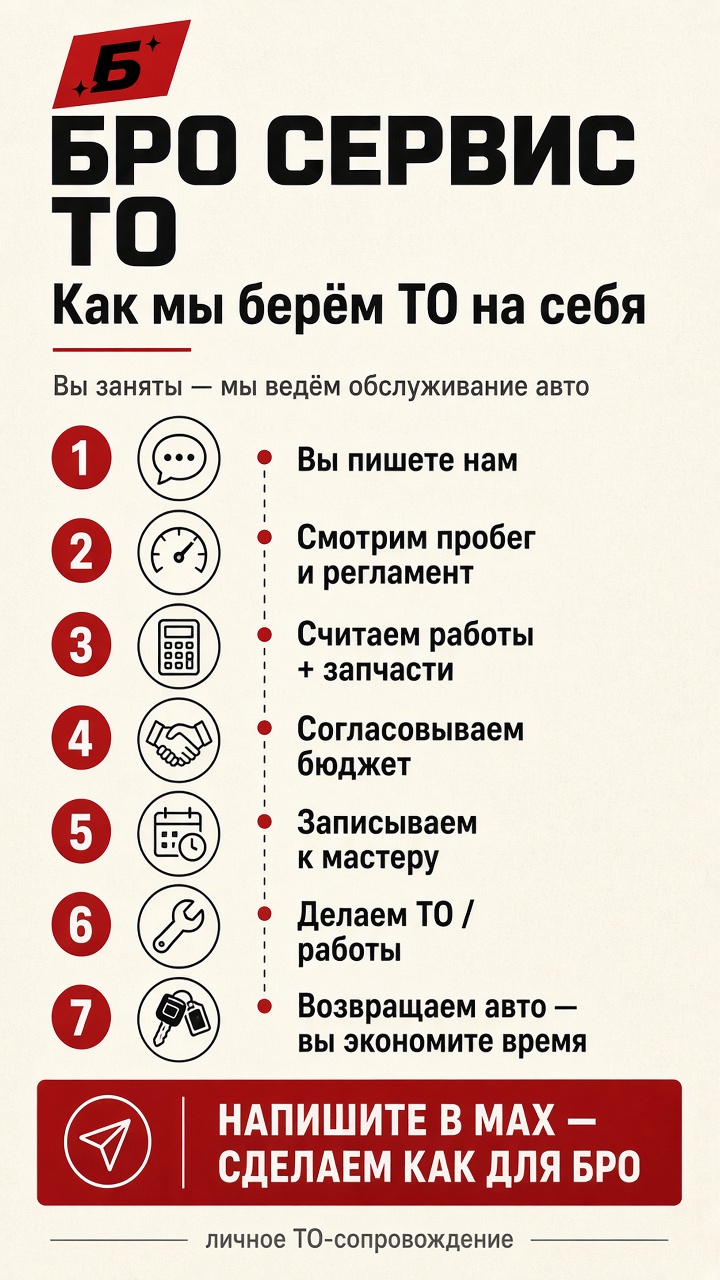 Б
БРО СЕРВИС
ТО
Как мы берём ТО на себя
Вы заняты — мы ведём обслуживание авто
1 Вы пишете нам
2 Смотрим пробег
и регламент
3 Считаем работы
+ запчасти
4 Согласовываем
бюджет
5 Записываем
к мастеру
6 Делаем ТО /
работы
7 Возвращаем авто —
вы экономите время
НАПИШИТЕ В MAX —
СДЕЛАЕМ КАК ДЛЯ БРО
личное ТО-сопровождение